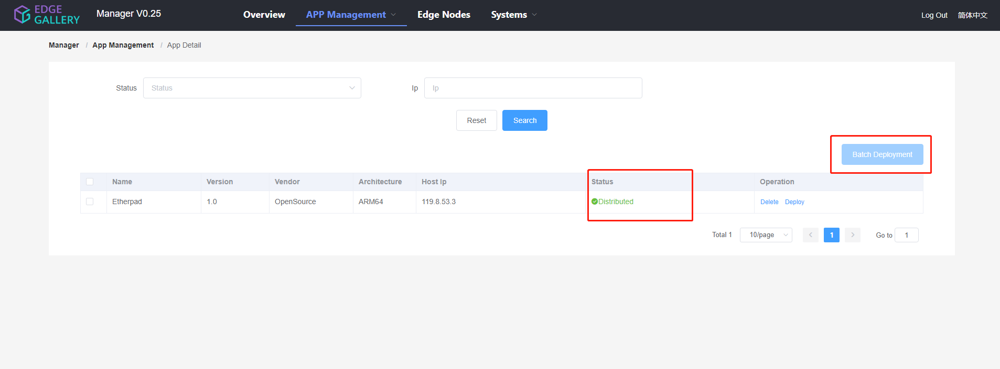 EDGE GALLERY Manager V0.25 Overview APP Management Edge Nodes Systems Log Out 简体中文
Manager / App Management / App Detail
Status Status Ip Ip
Reset Search
Batch Deployment
Name Version Vendor Architecture Host Ip Status Operation
Etherpad 1.0 OpenSource ARM64 119.8.53.3 Distributed Delete Deploy
Total 1 10/page 1 Go to 1